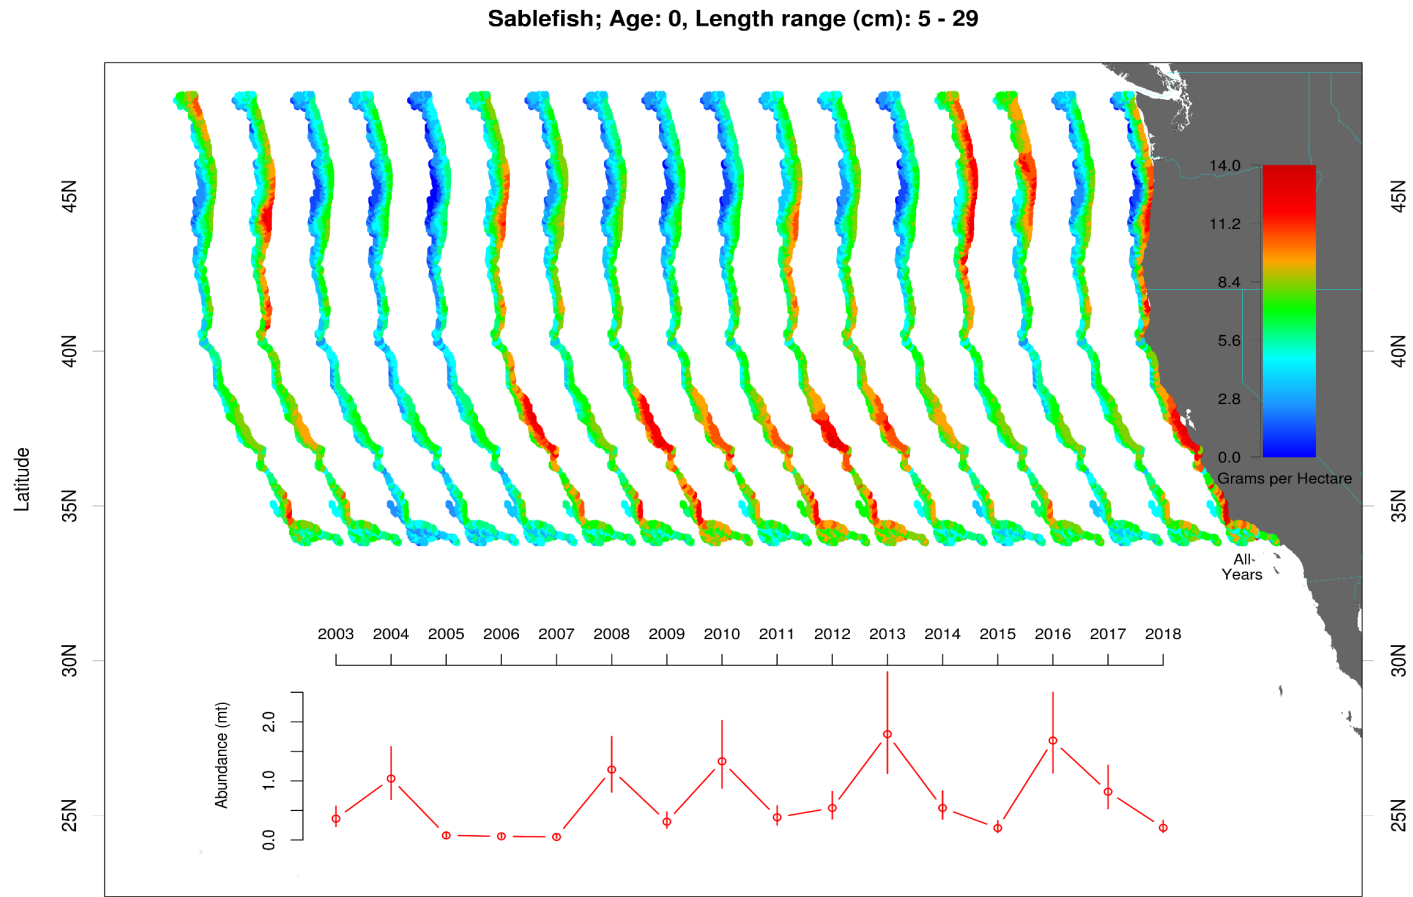 Sablefish; Age: 0, Length range (cm): 5 - 29
Latitude
45N
40N
35N
30N
25N
45N
40N
35N
30N
25N
14.0
11.2
8.4
5.6
2.8
0.0
Grams per Hectare
All
Years
2003 2004 2005 2006 2007 2008 2009 2010 2011 2012 2013 2014 2015 2016 2017 2018
Abundance (mt)
2.0
1.0
0.0